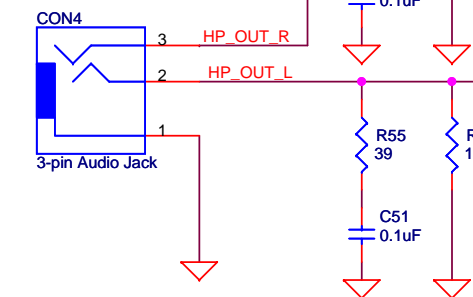 0.1uF
CON4
3
HP_OUT_R
2
HP_OUT_L
1
3-pin Audio Jack
R55
39
C51
0.1uF